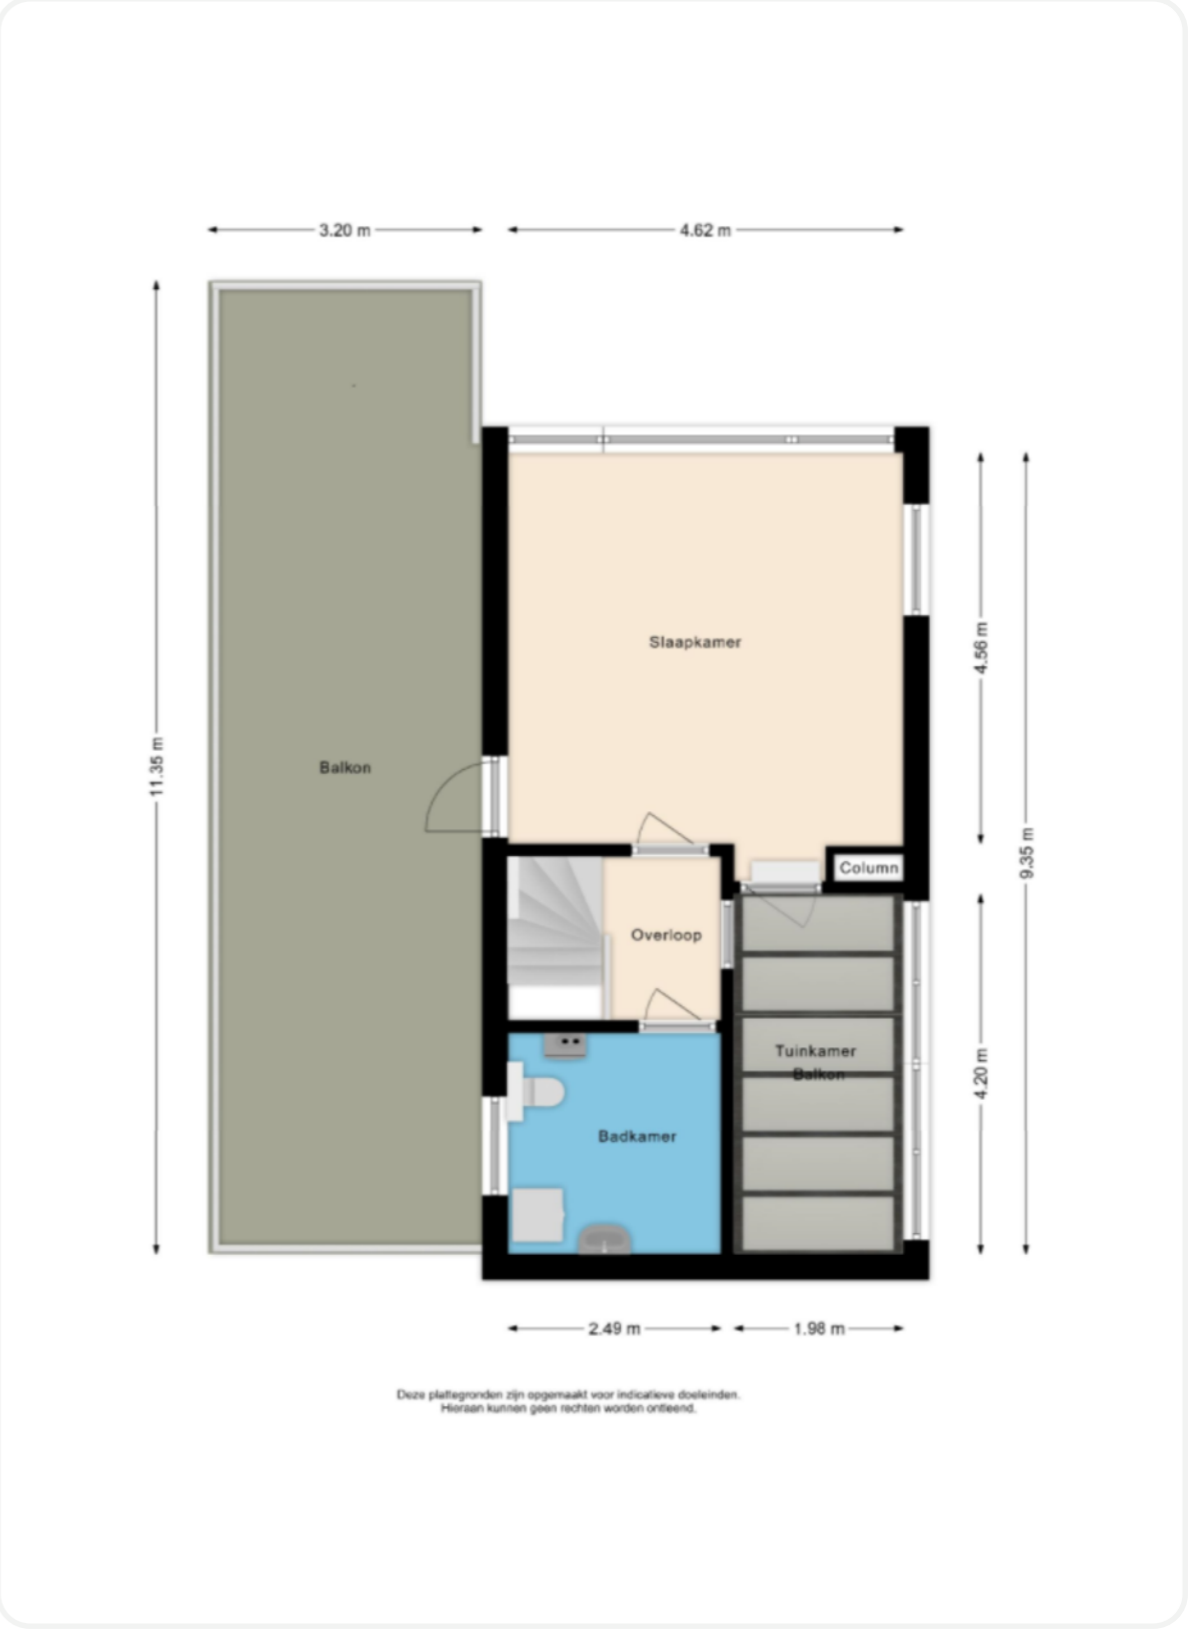 3.20 m
4.62 m
Slaapkamer
4.56 m
Balkon
11.35 m
9.35 m
Column
Overloop
Tuinkamer
Balkon
4.20 m
Badkamer
2.49 m
1.98 m
Deze plattegronden zijn opgemaakt voor indicatieve doeleinden.
Hieraan kunnen geen rechten worden ontleend.